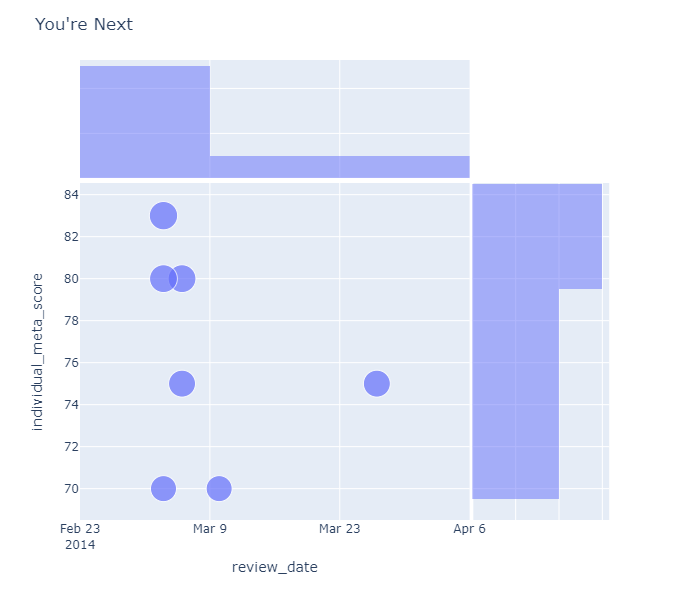 You're Next
84
82
80
78
76
74
72
70
individual_meta_score
Feb 23
2014
Mar 9
Mar 23
Apr 6
review_date